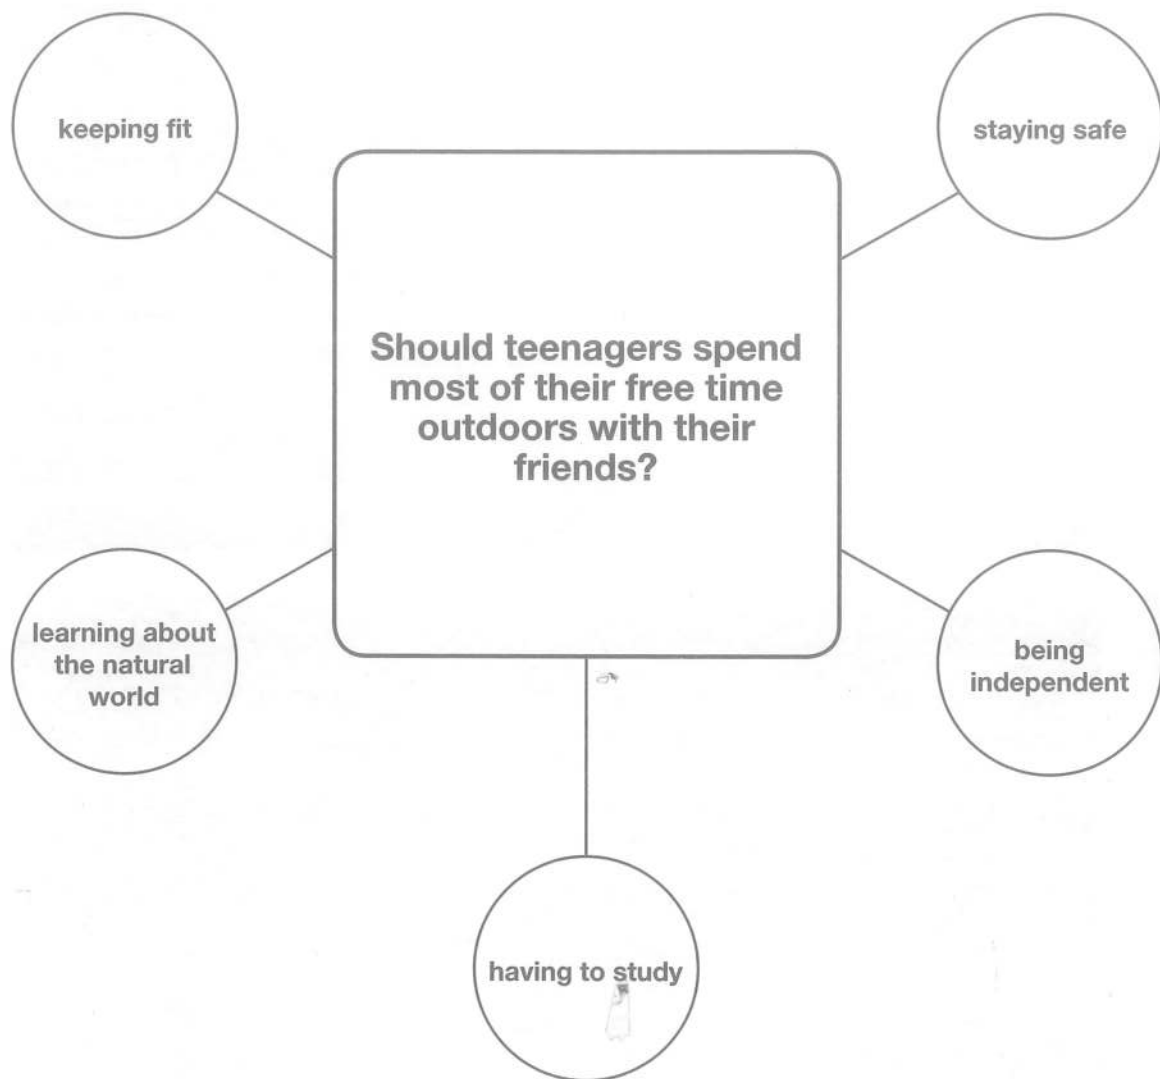 keeping fit
staying safe
Should teenagers spend
most of their free time
outdoors with their
friends?
learning about
the natural
world
being
independent
having to study